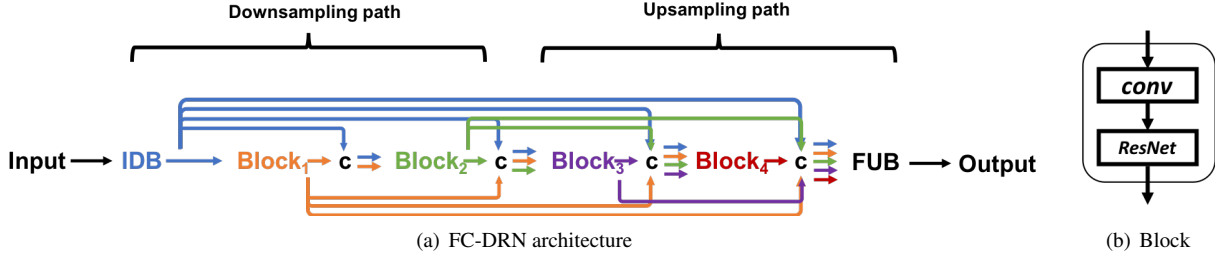 Downsampling path
Upsampling path
Input IDB Block1 c Block2 c Block3 c Block4 c FUB Output
conv
ResNet
(a) FC-DRN architecture
(b) Block